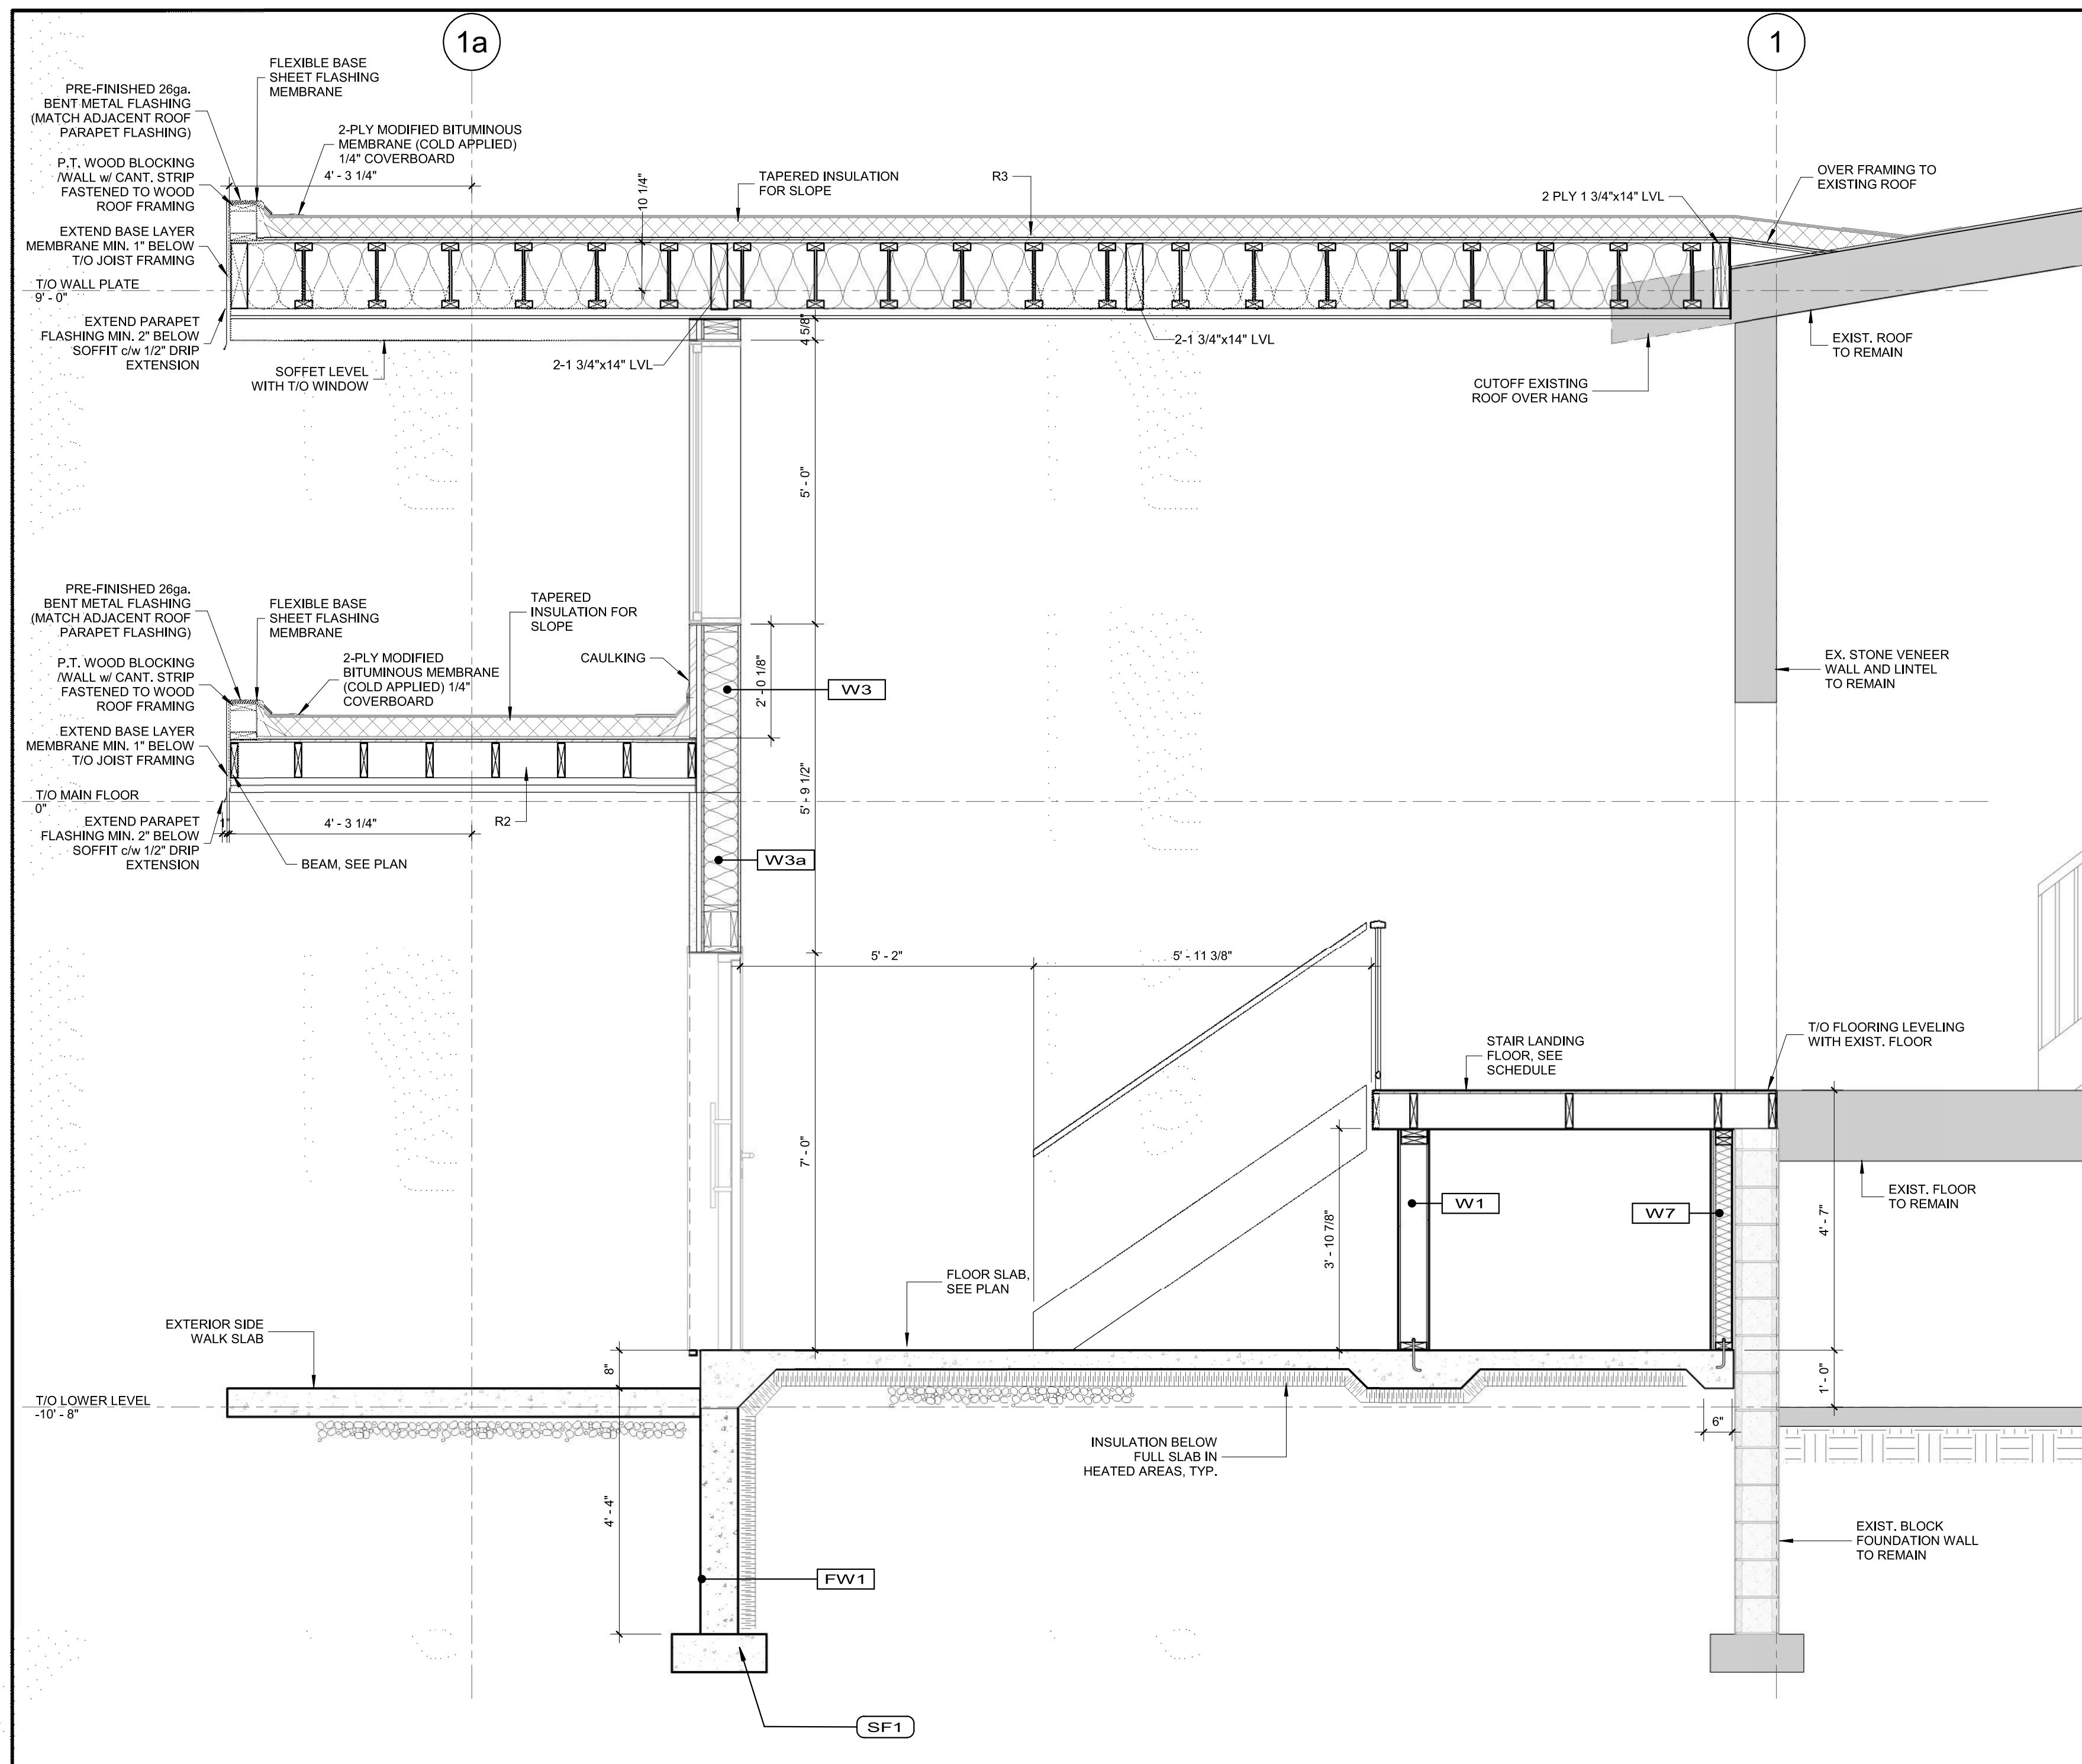 1a
1
FLEXIBLE BASE
SHEET FLASHING
MEMBRANE
PRE-FINISHED 26ga.
BENT METAL FLASHING
(MATCH ADJACENT ROOF
PARAPET FLASHING)
2-PLY MODIFIED BITUMINOUS
MEMBRANE (COLD APPLIED)
1/4" COVERBOARD
P.T. WOOD BLOCKING
/WALL w/ CANT. STRIP
FASTENED TO WOOD
ROOF FRAMING
4' - 3 1/4"
10 1/4"
TAPERED INSULATION
FOR SLOPE
R3
2 PLY 1 3/4"x14" LVL
OVER FRAMING TO
EXISTING ROOF
EXTEND BASE LAYER
MEMBRANE MIN. 1" BELOW
T/O JOIST FRAMING
T/O WALL PLATE
9' - 0"
EXTEND PARAPET
FLASHING MIN. 2" BELOW
SOFFIT c/w 1/2" DRIP
EXTENSION
SOFFET LEVEL
WITH T/O WINDOW
2-1 3/4"x14" LVL
4 5/8"
2-1 3/4"x14" LVL
CUTOFF EXISTING
ROOF OVER HANG
EXIST. ROOF
TO REMAIN
5' - 0"
PRE-FINISHED 26ga.
BENT METAL FLASHING
(MATCH ADJACENT ROOF
PARAPET FLASHING)
FLEXIBLE BASE
SHEET FLASHING
MEMBRANE
TAPERED
INSULATION FOR
SLOPE
P.T. WOOD BLOCKING
/WALL w/ CANT. STRIP
FASTENED TO WOOD
ROOF FRAMING
2-PLY MODIFIED
BITUMINOUS MEMBRANE
(COLD APPLIED) 1/4"
COVERBOARD
CAULKING
W3
2' - 0 1/8"
EX. STONE VENEER
WALL AND LINTEL
TO REMAIN
EXTEND BASE LAYER
MEMBRANE MIN. 1" BELOW
T/O JOIST FRAMING
T/O MAIN FLOOR
0"
5' - 9 1/2"
EXTEND PARAPET
FLASHING MIN. 2" BELOW
SOFFIT c/w 1/2" DRIP
EXTENSION
1"
4' - 3 1/4"
R2
BEAM, SEE PLAN
W3a
5' - 2"
5' - 11 3/8"
STAIR LANDING
FLOOR, SEE
SCHEDULE
T/O FLOORING LEVELING
WITH EXIST. FLOOR
7' - 0"
3' - 10 7/8"
W1
W7
4' - 7"
EXIST. FLOOR
TO REMAIN
FLOOR SLAB,
SEE PLAN
EXTERIOR SIDE
WALK SLAB
8"
1' - 0"
T/O LOWER LEVEL
-10' - 8"
6"
INSULATION BELOW
FULL SLAB IN
HEATED AREAS, TYP.
4' - 4"
EXIST. BLOCK
FOUNDATION WALL
TO REMAIN
FW1
SF1